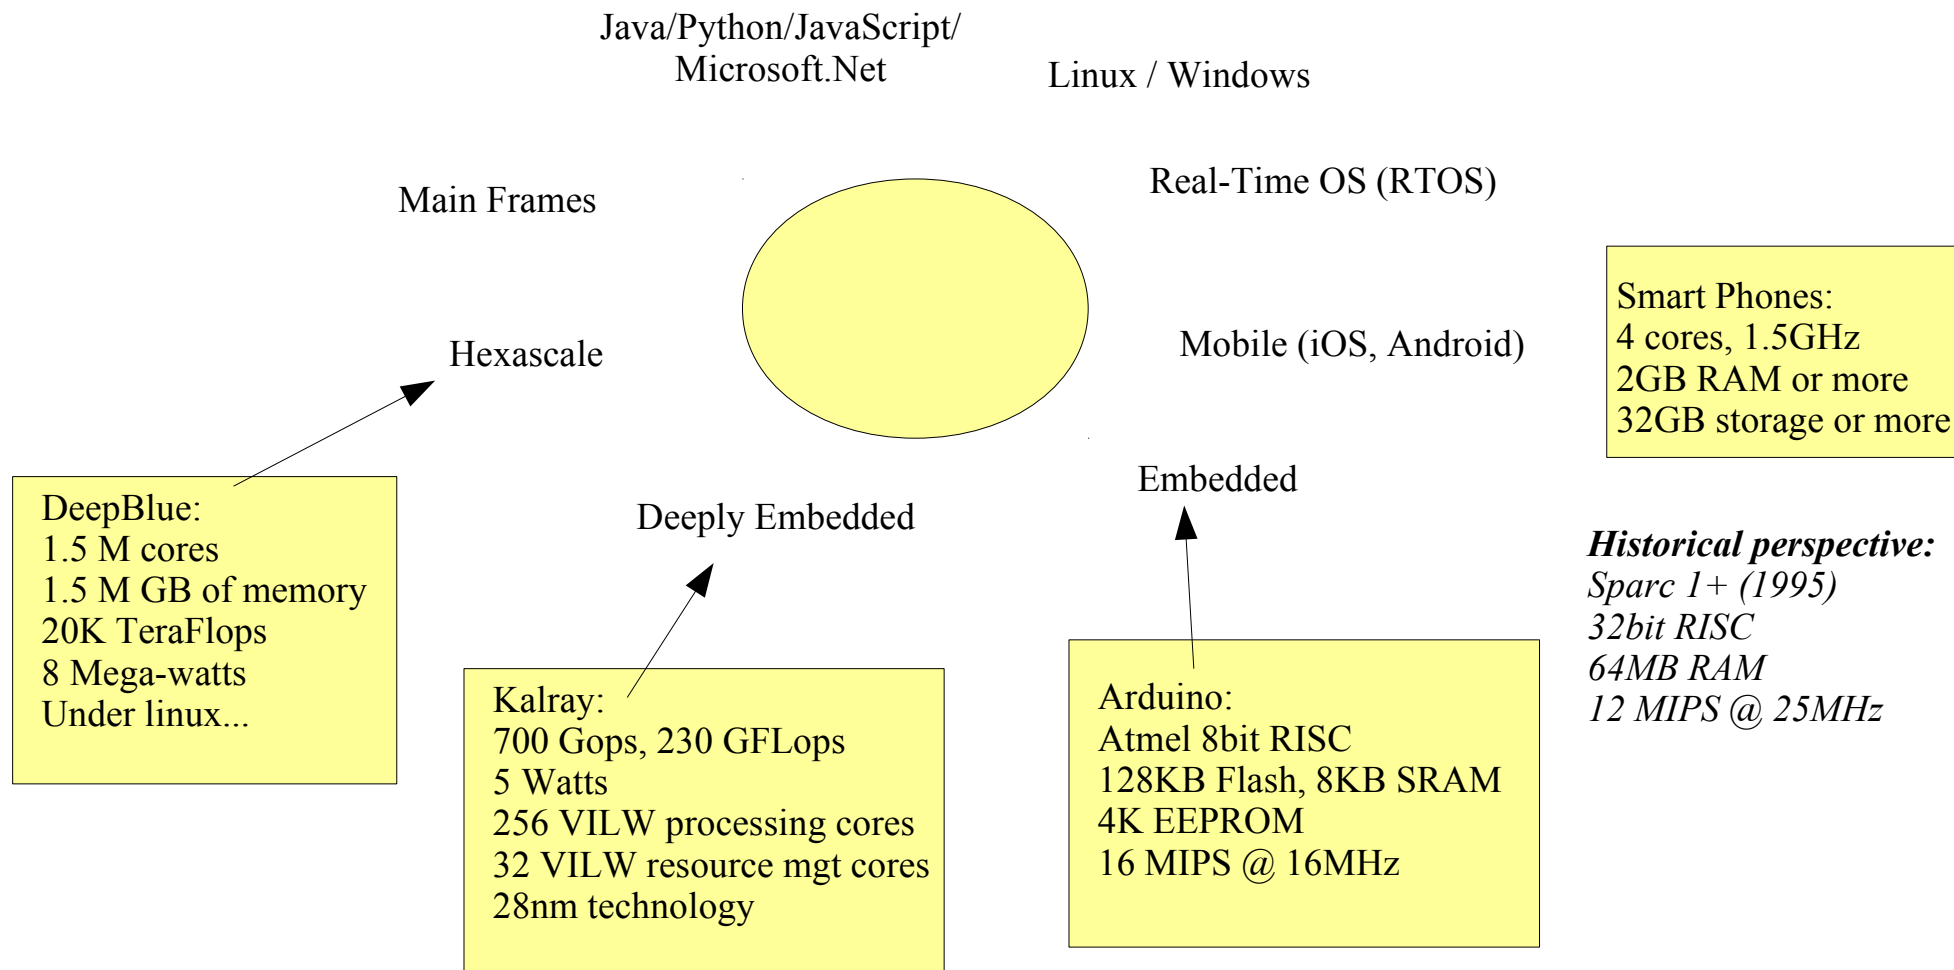 Java/Python/JavaScript/
Microsoft.Net
Linux / Windows
Main Frames
Real-Time OS (RTOS)
Hexascale
Mobile (iOS, Android)
Smart Phones:
4 cores, 1.5GHz
2GB RAM or more
32GB storage or more
Deeply Embedded
Embedded
DeepBlue:
1.5 M cores
1.5 M GB of memory
20K TeraFlops
8 Mega-watts
Under linux...
Kalray:
700 Gops, 230 GFLops
5 Watts
256 VILW processing cores
32 VILW resource mgt cores
28nm technology
Arduino:
Atmel 8bit RISC
128KB Flash, 8KB SRAM
4K EEPROM
16 MIPS @ 16MHz
Historical perspective:
Sparc 1+ (1995)
32bit RISC
64MB RAM
12 MIPS @ 25MHz